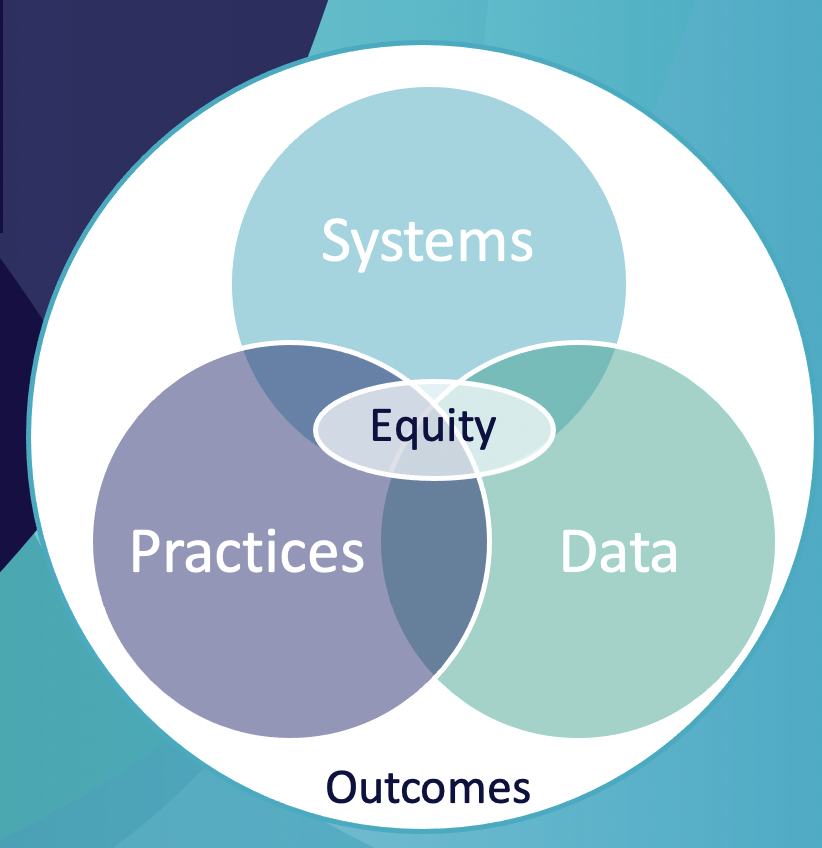 Systems
Equity
Practices
Data
Outcomes